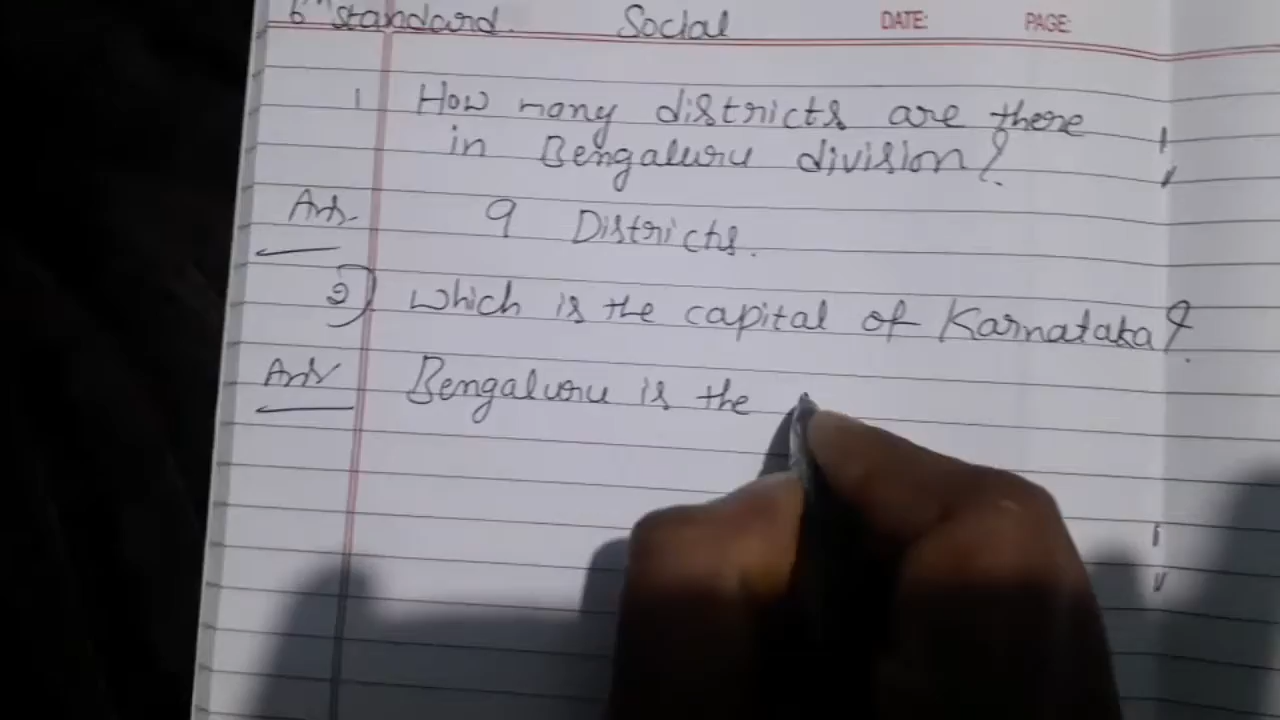 6th standard. Social DATE: PAGE:
1 How many districts are there
in Bengaluru division?
Ans 9 Districts.
2) Which is the capital of Karnataka?
Ans Bengaluru is the